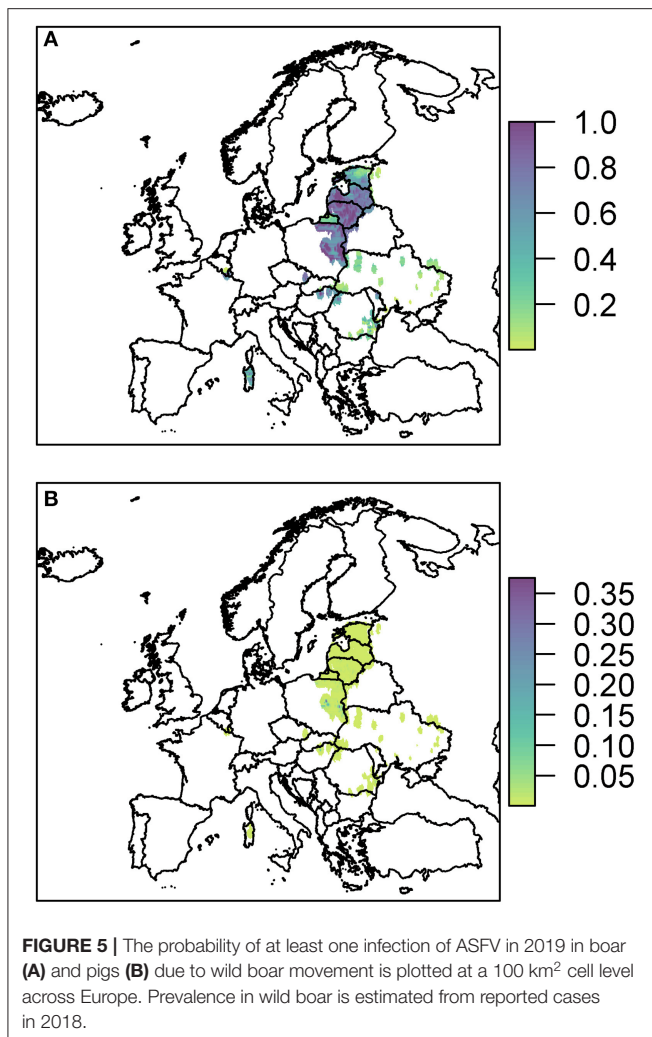 A
1.0
0.8
0.6
0.4
0.2
B
0.35
0.30
0.25
0.20
0.15
0.10
0.05
FIGURE 5 | The probability of at least one infection of ASFV in 2019 in boar
(A) and pigs (B) due to wild boar movement is plotted at a 100 km² cell level
across Europe. Prevalence in wild boar is estimated from reported cases
in 2018.